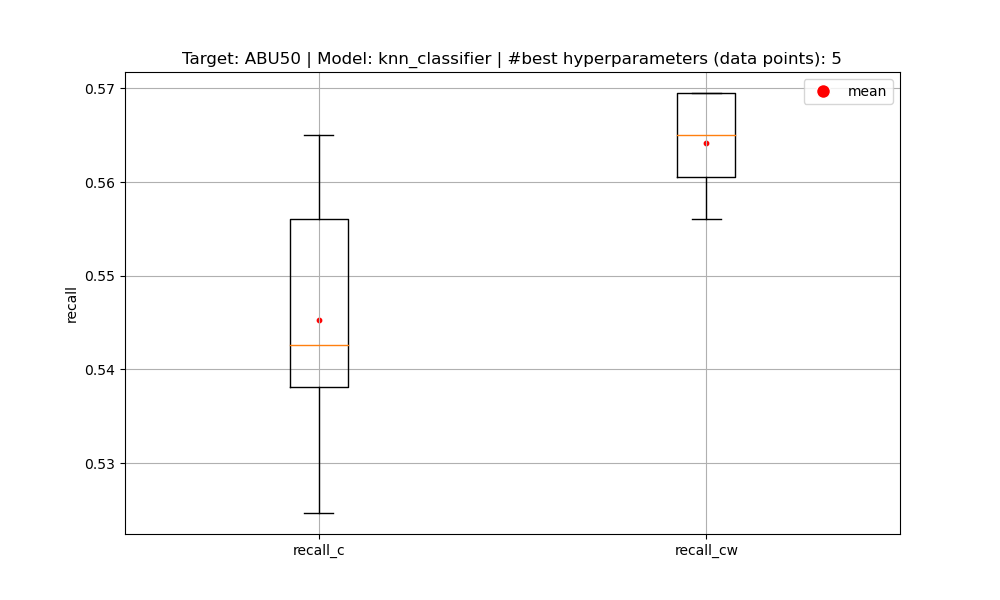 Target: ABU50 | Model: knn_classifier | #best hyperparameters (data points): 5
mean
0.57
0.56
0.55
0.54
0.53
recall
recall_c
recall_cw